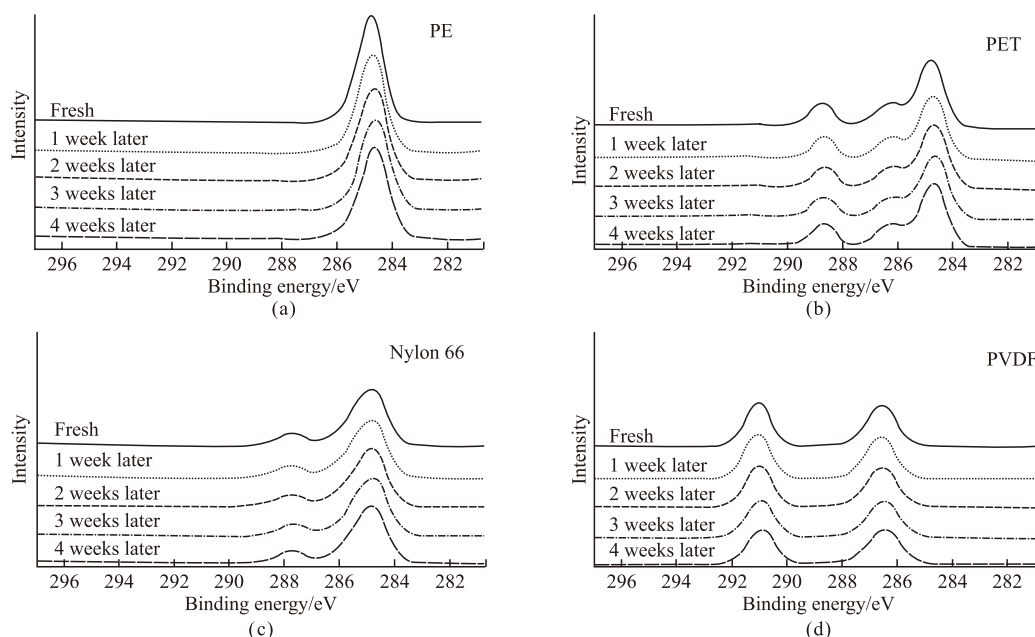 PE
Intensity
Fresh
1 week later
2 weeks later
3 weeks later
4 weeks later
296 294 292 290 288 286 284 282
Binding energy/eV
(a)
PET
Intensity
Fresh
1 week later
2 weeks later
3 weeks later
4 weeks later
296 294 292 290 288 286 284 282
Binding energy/eV
(b)
Nylon 66
Intensity
Fresh
1 week later
2 weeks later
3 weeks later
4 weeks later
296 294 292 290 288 286 284 282
Binding energy/eV
(c)
PVDF
Intensity
Fresh
1 week later
2 weeks later
3 weeks later
4 weeks later
296 294 292 290 288 286 284 282
Binding energy/eV
(d)